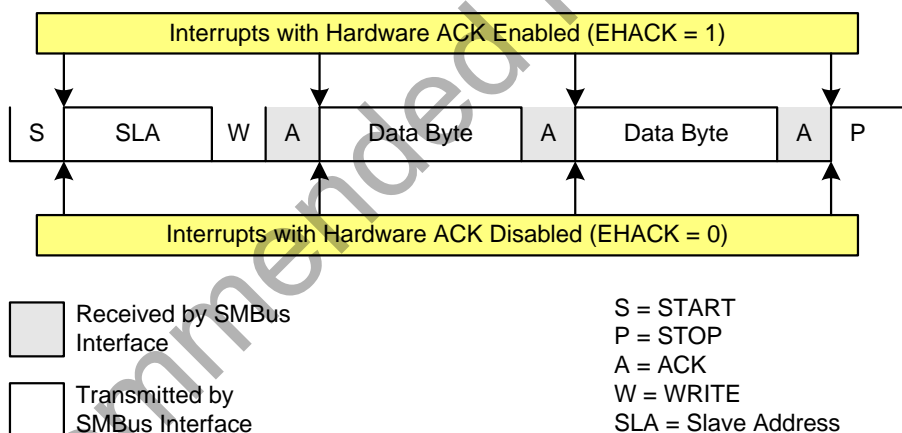 Interrupts with Hardware ACK Enabled (EHACK = 1)
S SLA W A Data Byte A Data Byte A P
Interrupts with Hardware ACK Disabled (EHACK = 0)
Received by SMBus
Interface
Transmitted by
SMBus Interface
S = START
P = STOP
A = ACK
W = WRITE
SLA = Slave Address